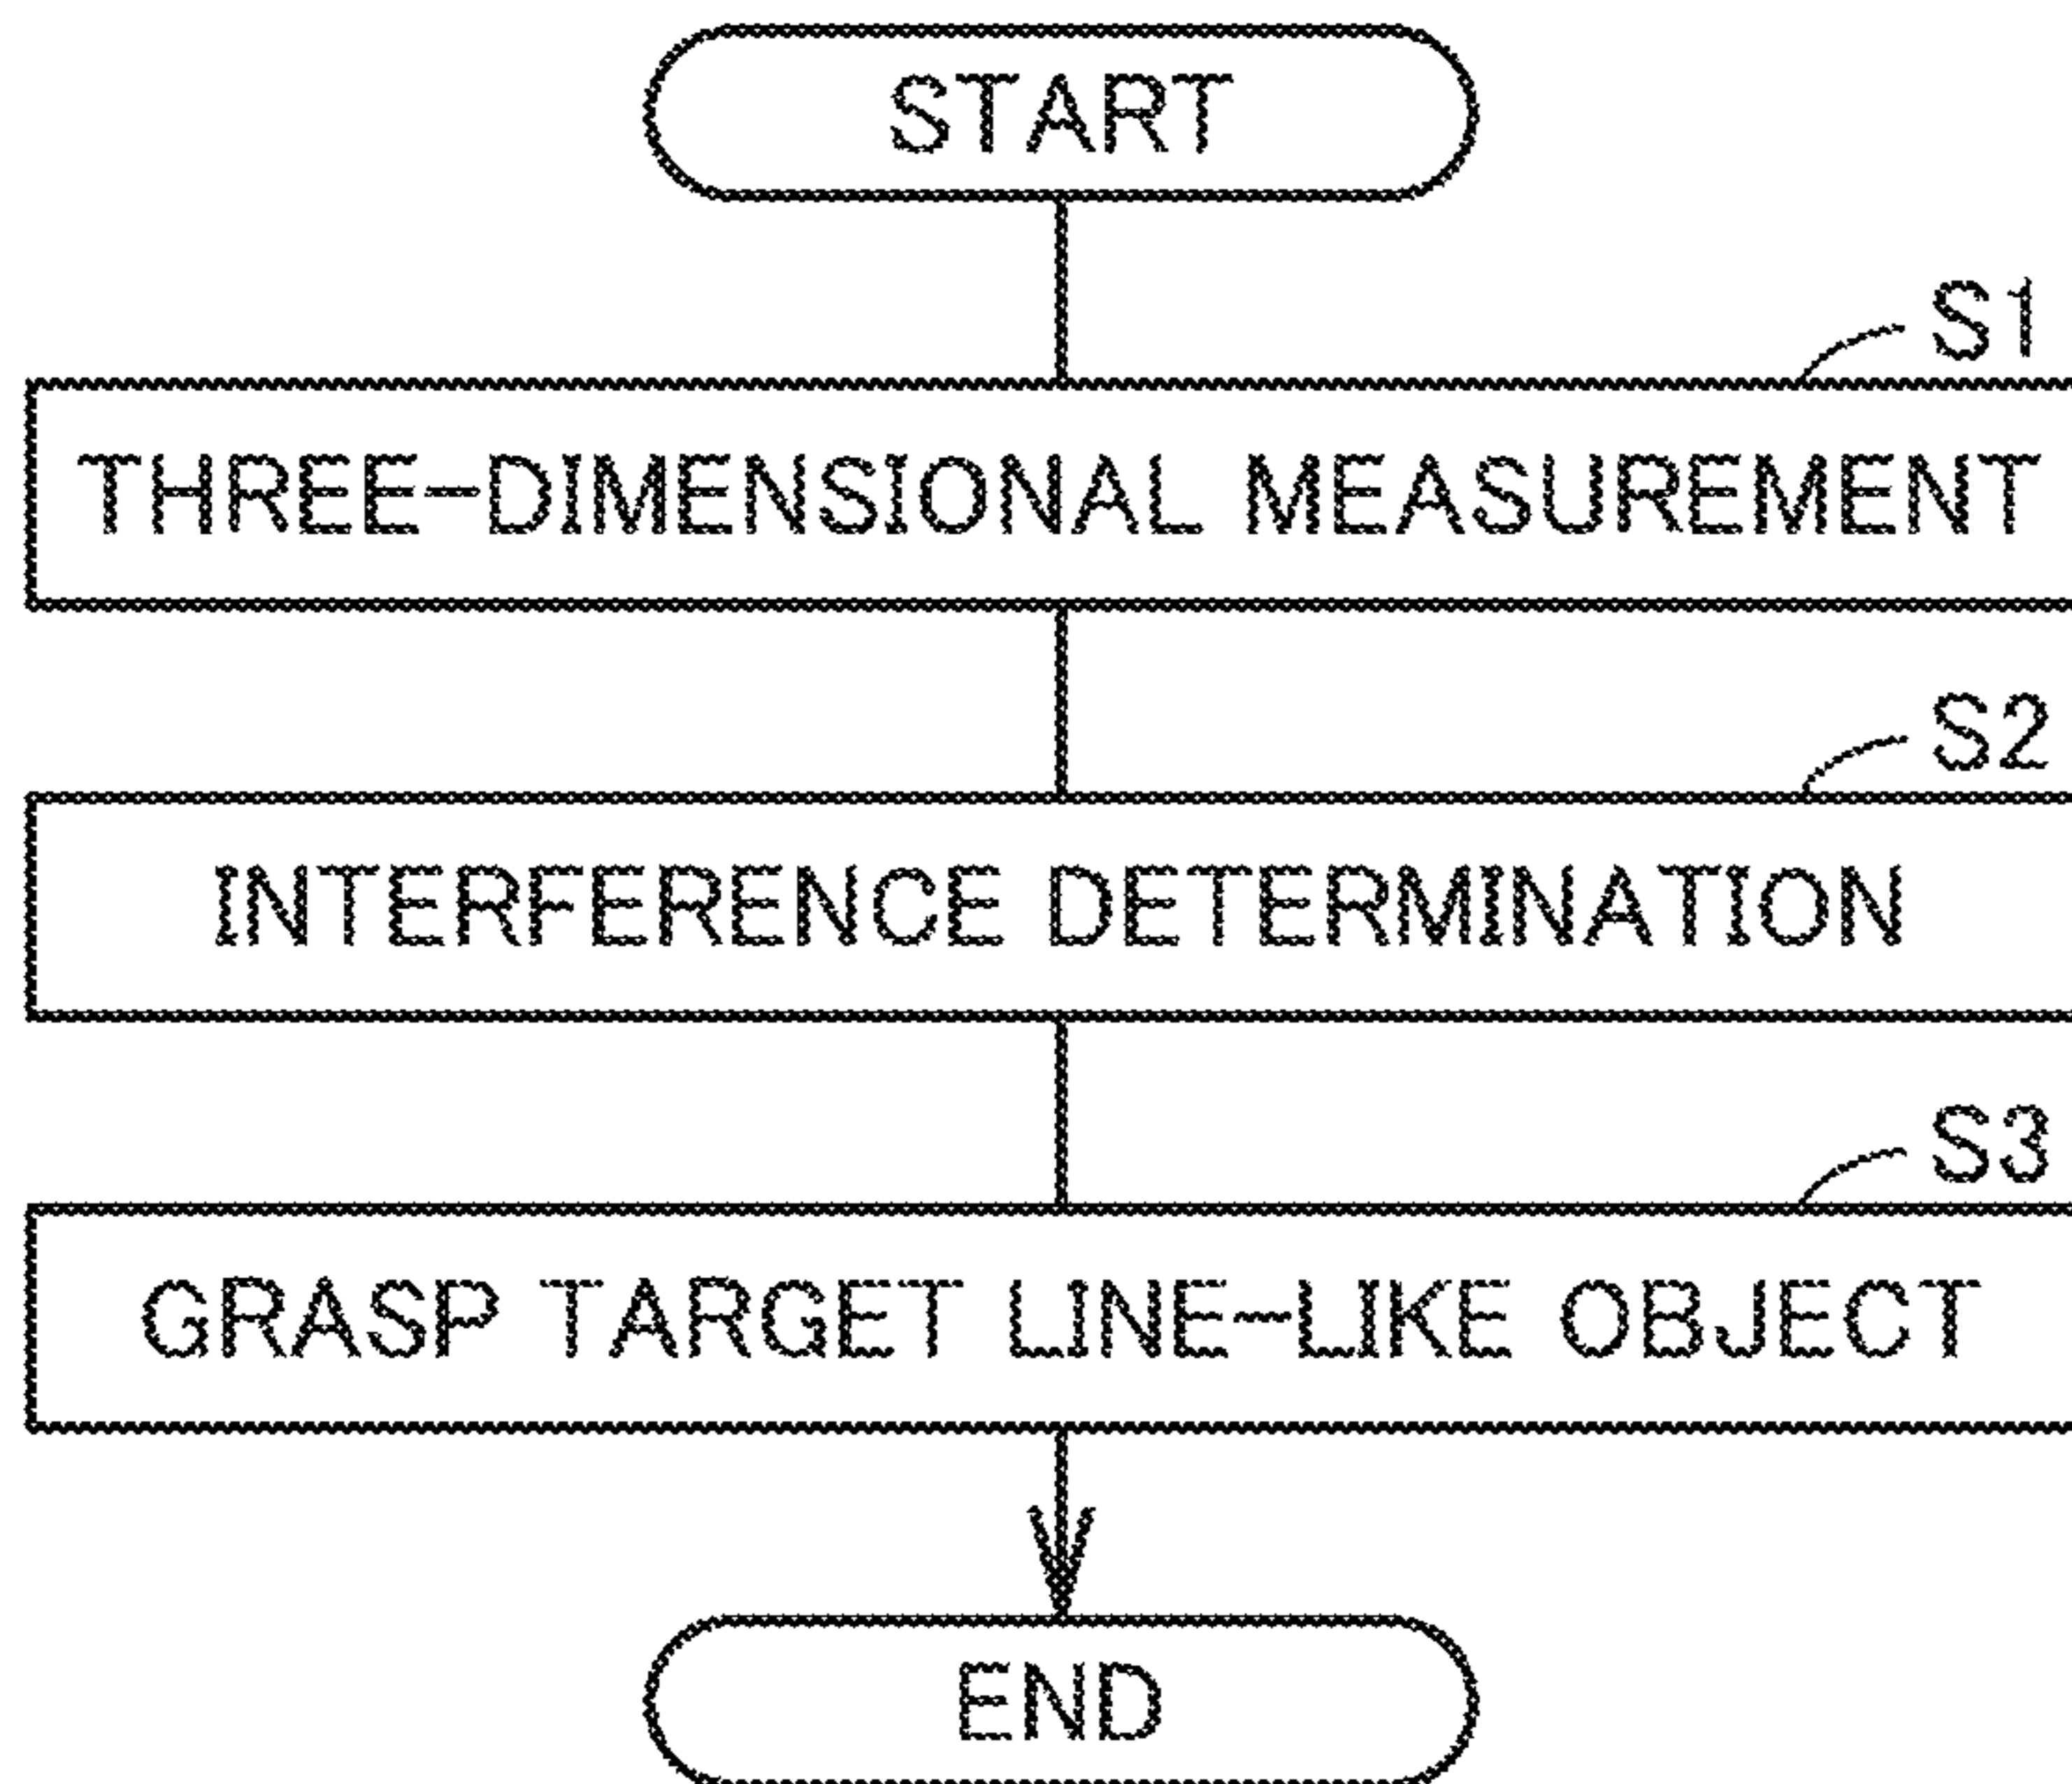 START
S1
THREE-DIMENSIONAL MEASUREMENT
S2
INTERFERENCE DETERMINATION
S3
GRASP TARGET LINE-LIKE OBJECT
END